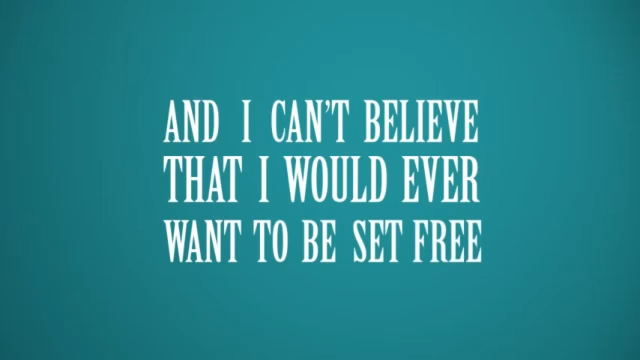 AND I CAN'T BELIEVE
THAT I WOULD EVER
WANT TO BE SET FREE